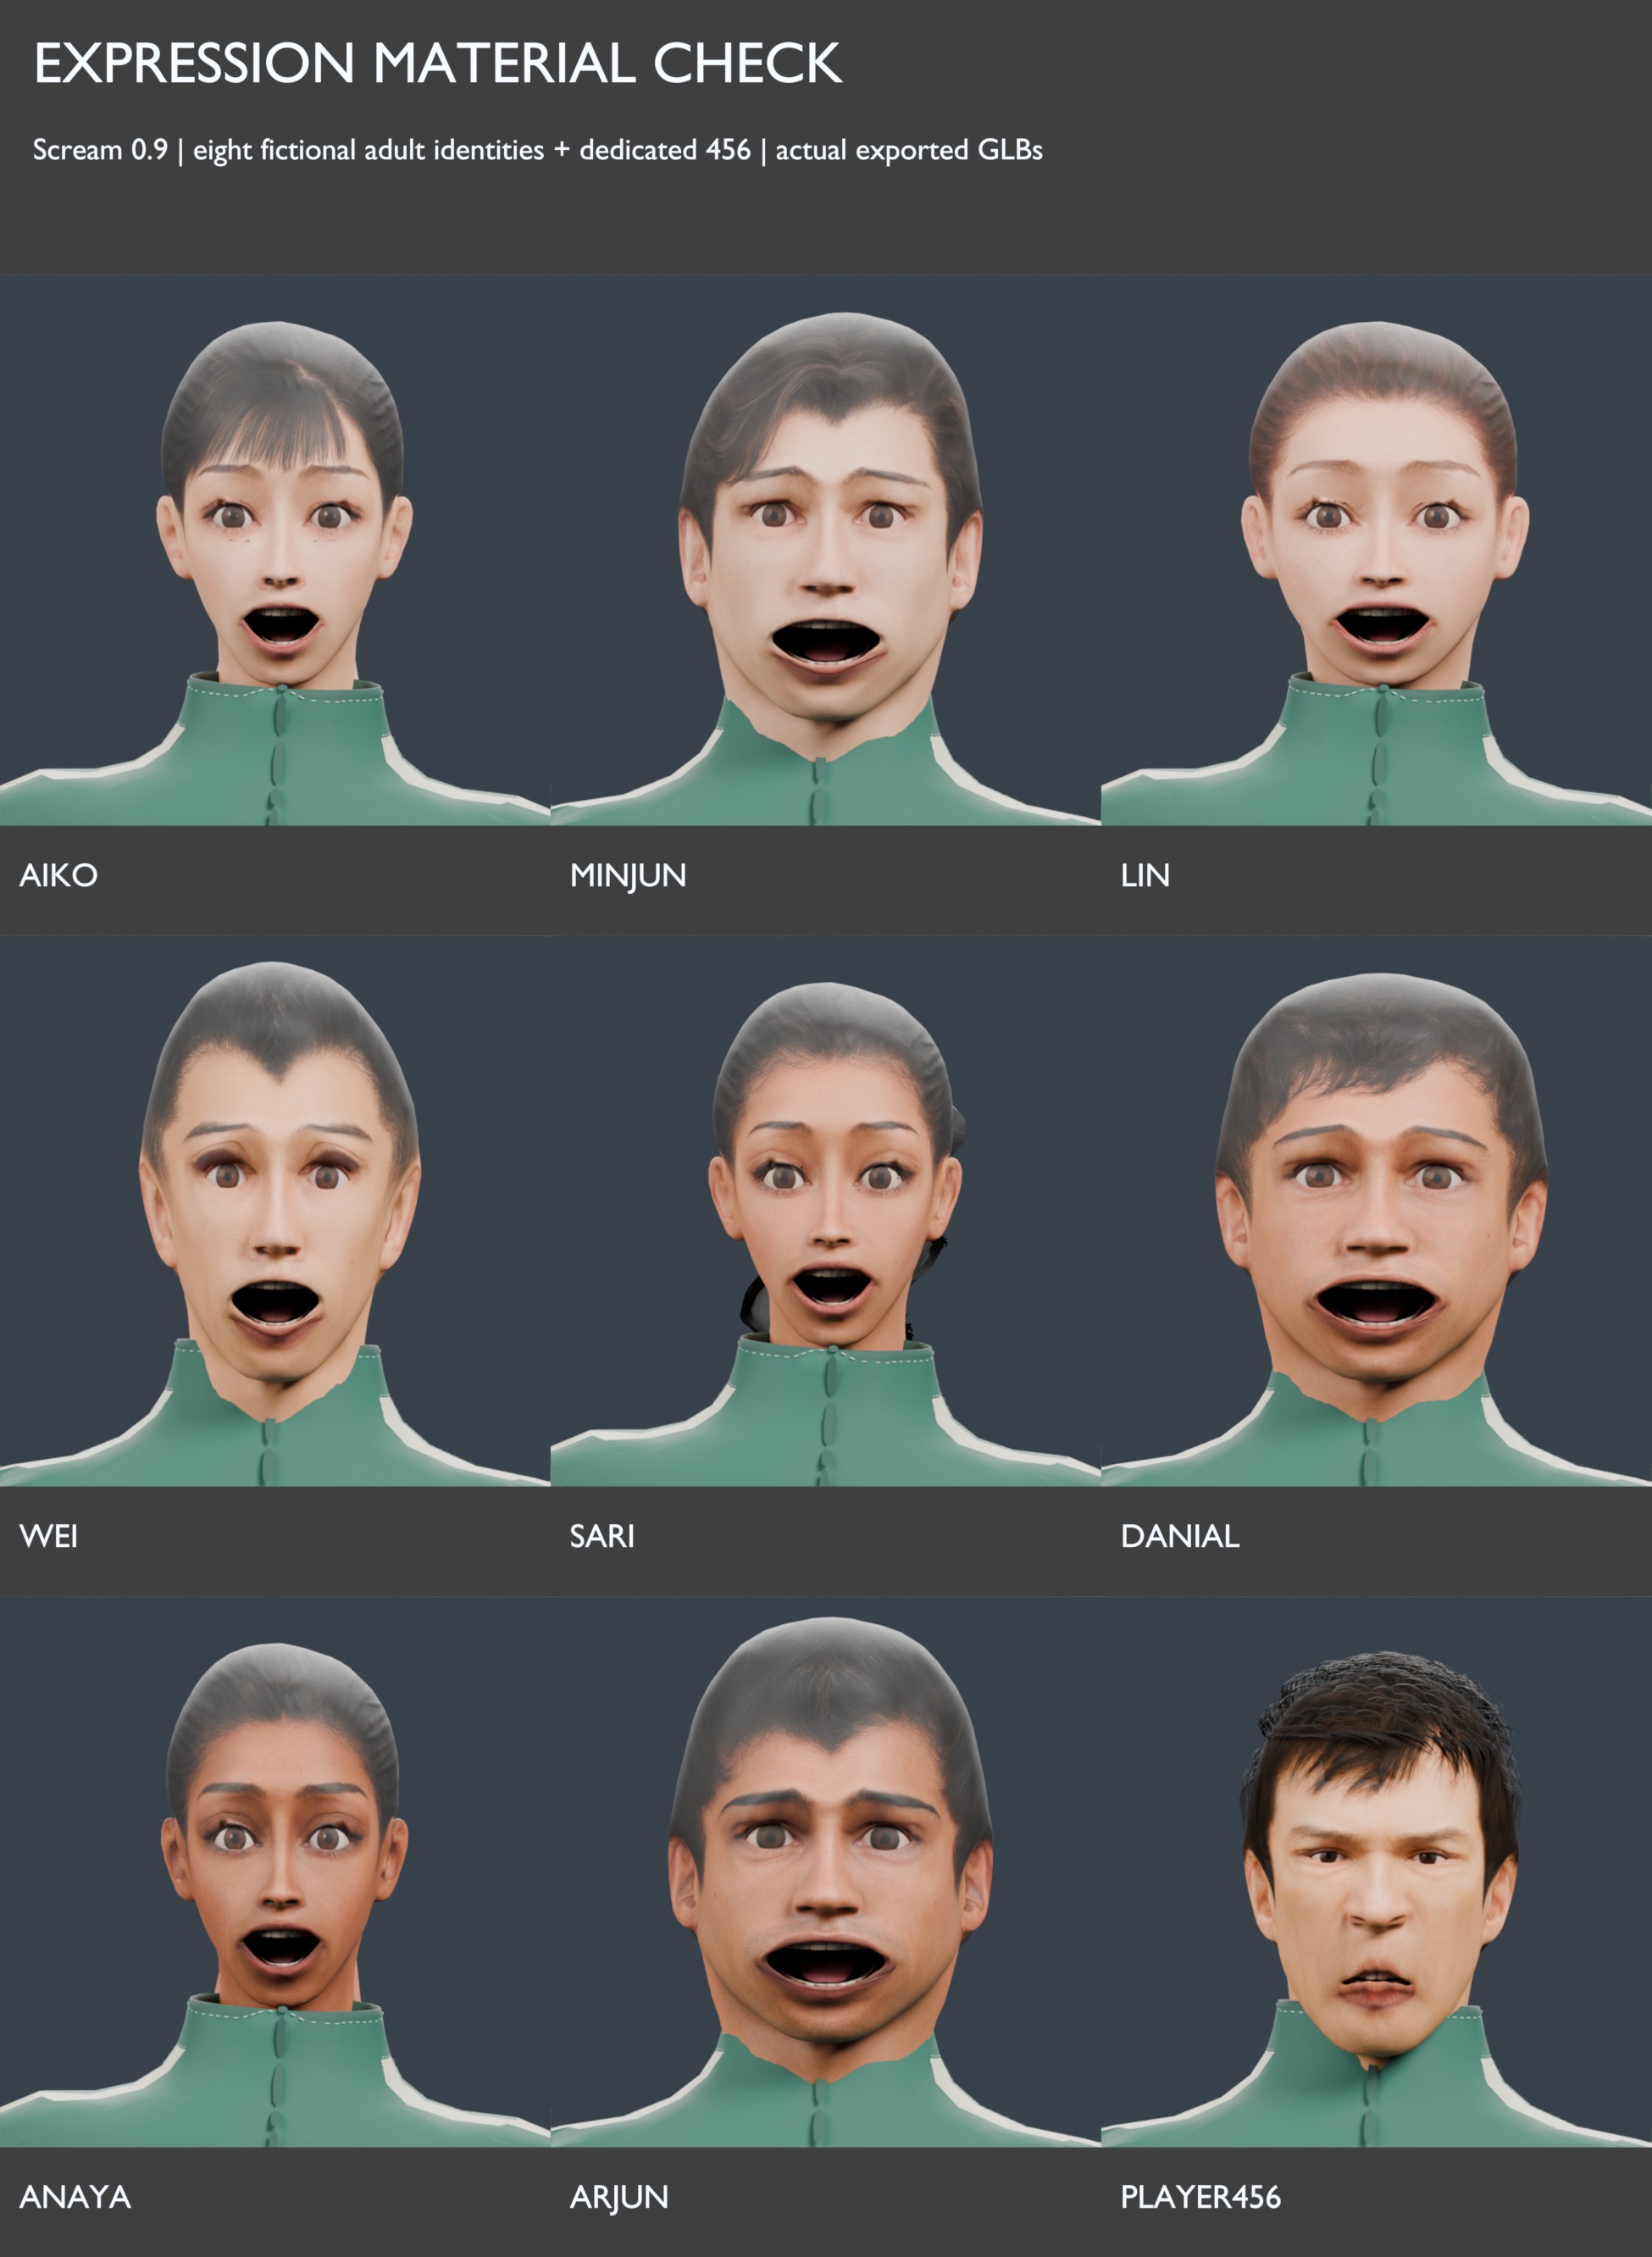 EXPRESSION MATERIAL CHECK
Scream 0.9 | eight fictional adult identities + dedicated 456 | actual exported GLBs
AIKO
MINJUN
LIN
WEI
SARI
DANIAL
ANAYA
ARJUN
PLAYER456